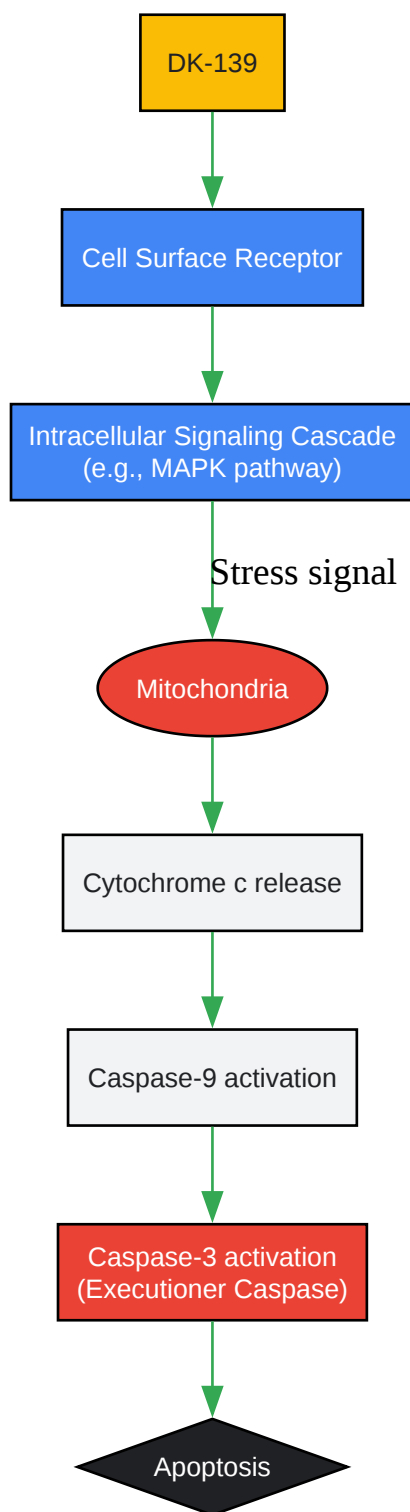 DK-139
Cell Surface Receptor
Intracellular Signaling Cascade
(e.g., MAPK pathway)
Stress signal
Mitochondria
Cytochrome c release
Caspase-9 activation
Caspase-3 activation
(Executioner Caspase)
Apoptosis